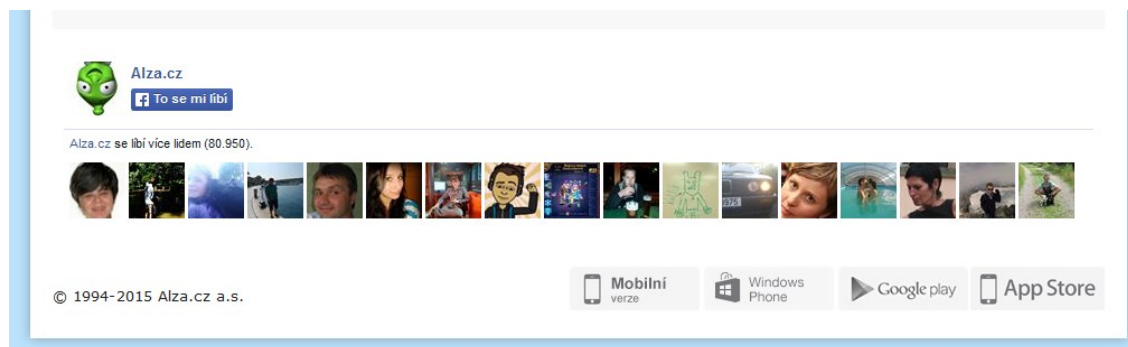 Alza.cz
To se mi líbí
Alza.cz se líbí více lidem (80.950).
© 1994-2015 Alza.cz a.s.
Mobilní
verze
Windows
Phone
Google play
App Store